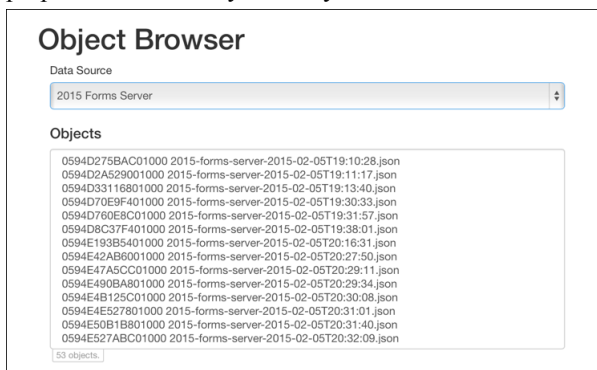 Object Browser
Data Source
2015 Forms Server
Objects
0594D275BAC01000 2015-forms-server-2015-02-05T19:10:28.json
0594D2A529001000 2015-forms-server-2015-02-05T19:11:17.json
0594D33116801000 2015-forms-server-2015-02-05T19:13:40.json
0594D70E9F401000 2015-forms-server-2015-02-05T19:30:33.json
0594D760E8C01000 2015-forms-server-2015-02-05T19:31:57.json
0594D8C37F401000 2015-forms-server-2015-02-05T19:38:01.json
0594E193B5401000 2015-forms-server-2015-02-05T20:16:31.json
0594E42AB6001000 2015-forms-server-2015-02-05T20:27:50.json
0594E47A5CC01000 2015-forms-server-2015-02-05T20:29:11.json
0594E490BA801000 2015-forms-server-2015-02-05T20:29:34.json
0594E4B125C01000 2015-forms-server-2015-02-05T20:30:08.json
0594E4E527801000 2015-forms-server-2015-02-05T20:31:01.json
0594E50B1B801000 2015-forms-server-2015-02-05T20:31:40.json
0594E527ABC01000 2015-forms-server-2015-02-05T20:32:09.json
53 objects.